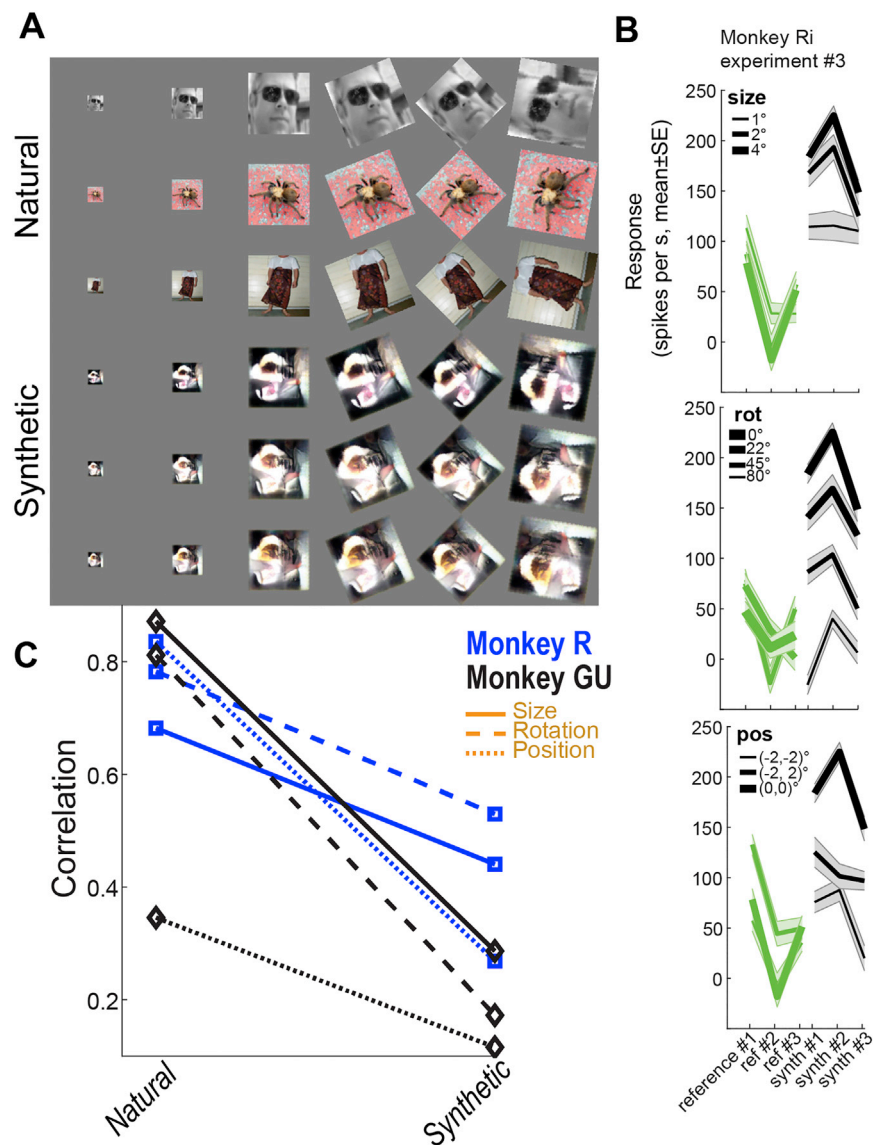 A
Natural
Synthetic
B
Monkey Ri
experiment #3
Response
(spikes per s, mean±SE)
size
1°
2°
4°
250
200
150
100
50
0
rot
0°
22°
45°
80°
250
200
150
100
50
0
pos
(-2,-2)°
(-2, 2)°
(0,0)°
250
200
150
100
50
0
reference #1
ref #2
ref #3
synth #1
synth #2
synth #3
C
Monkey R
Monkey GU
Size
Rotation
Position
Correlation
0.8
0.6
0.4
0.2
Natural
Synthetic